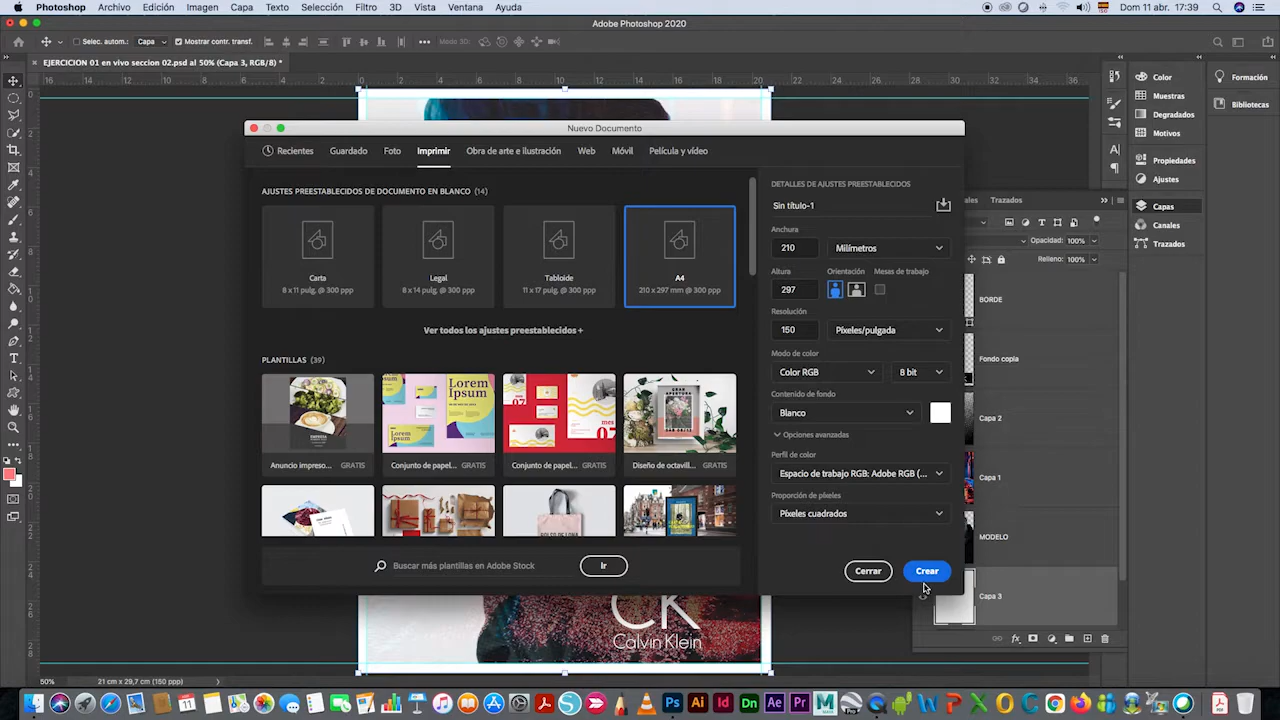 Photoshop Archivo Edición Imagen Capa Texto Selección Filtro 3D Vista Ventana Ayuda Dom 11 abr. 17:39
Adobe Photoshop 2020
Selec. autom.: Capa Mostrar contr. transf. Modo 3D:
EJERCICION 01 en vivo seccion 02.psd al 50% (Capa 3, RGB/8) *
Nuevo Documento
Recientes Guardado Foto Imprimir Obra de arte e ilustración Web Móvil Película y vídeo
AJUSTES PREESTABLECIDOS DE DOCUMENTO EN BLANCO (14)
Carta
8 x 11 pulg. @ 300 ppp
Legal
8 x 14 pulg. @ 300 ppp
Tabloide
11 x 17 pulg. @ 300 ppp
A4
210 x 297 mm @ 300 ppp
Ver todos los ajustes preestablecidos +
PLANTILLAS (39)
Lorem
Ipsum
Anuncio impreso... GRATIS
Conjunto de papel... GRATIS
Conjunto de papel... GRATIS
Diseño de octavill... GRATIS
Buscar más plantillas en Adobe Stock Ir
DETALLES DE AJUSTES PREESTABLECIDOS
Sin título-1
Anchura
210 Milímetros
Altura Orientación Mesas de trabajo
297
Resolución
150 Píxeles/pulgada
Modo de color
Color RGB 8 bit
Contenido de fondo
Blanco
Opciones avanzadas
Perfil de color
Espacio de trabajo RGB: Adobe RGB (...
Proporción de píxeles
Píxeles cuadrados
Cerrar Crear
CK
Calvin Klein
Color
Muestras
Degradados
Motivos
Propiedades
Ajustes
Capas
Canales
Trazados
Formación
Bibliotecas
Trazados
Opacidad: 100%
Relleno: 100%
BORDE
Fondo copia
Capa 2
Capa 1
MODELO
Capa 3
50% 21 cm x 29,7 cm (150 ppp)